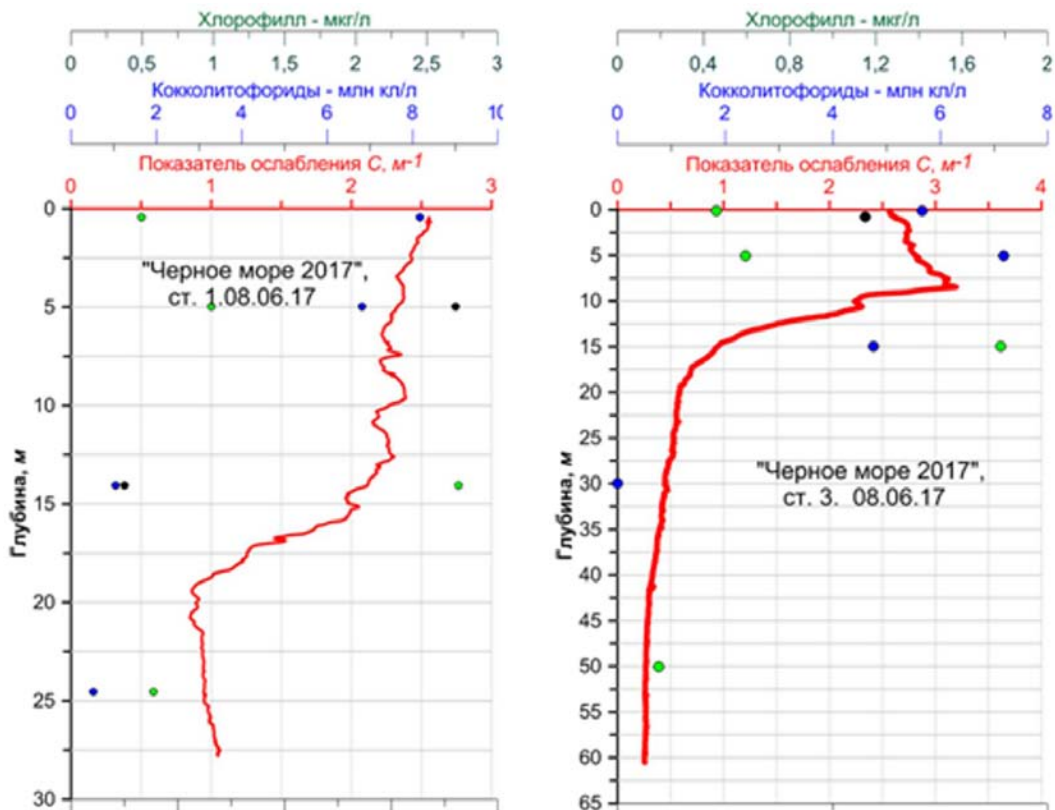 Хлорофилл - мкг/л
0 0,5 1 1,5 2 2,5 3
Кокколитофориды - млн кл/л
0 2 4 6 8 10
Показатель ослабления C, м-1
0 1 2 3
"Черное море 2017",
ст. 1.08.06.17
Глубина, м
0
5
10
15
20
25
30
Хлорофилл - мкг/л
0 0,4 0,8 1,2 1,6 2
Кокколитофориды - млн кл/л
0 2 4 6 8
Показатель ослабления C, м-1
0 1 2 3 4
"Черное море 2017",
ст. 3. 08.06.17
Глубина, м
0
5
10
15
20
25
30
35
40
45
50
55
60
65